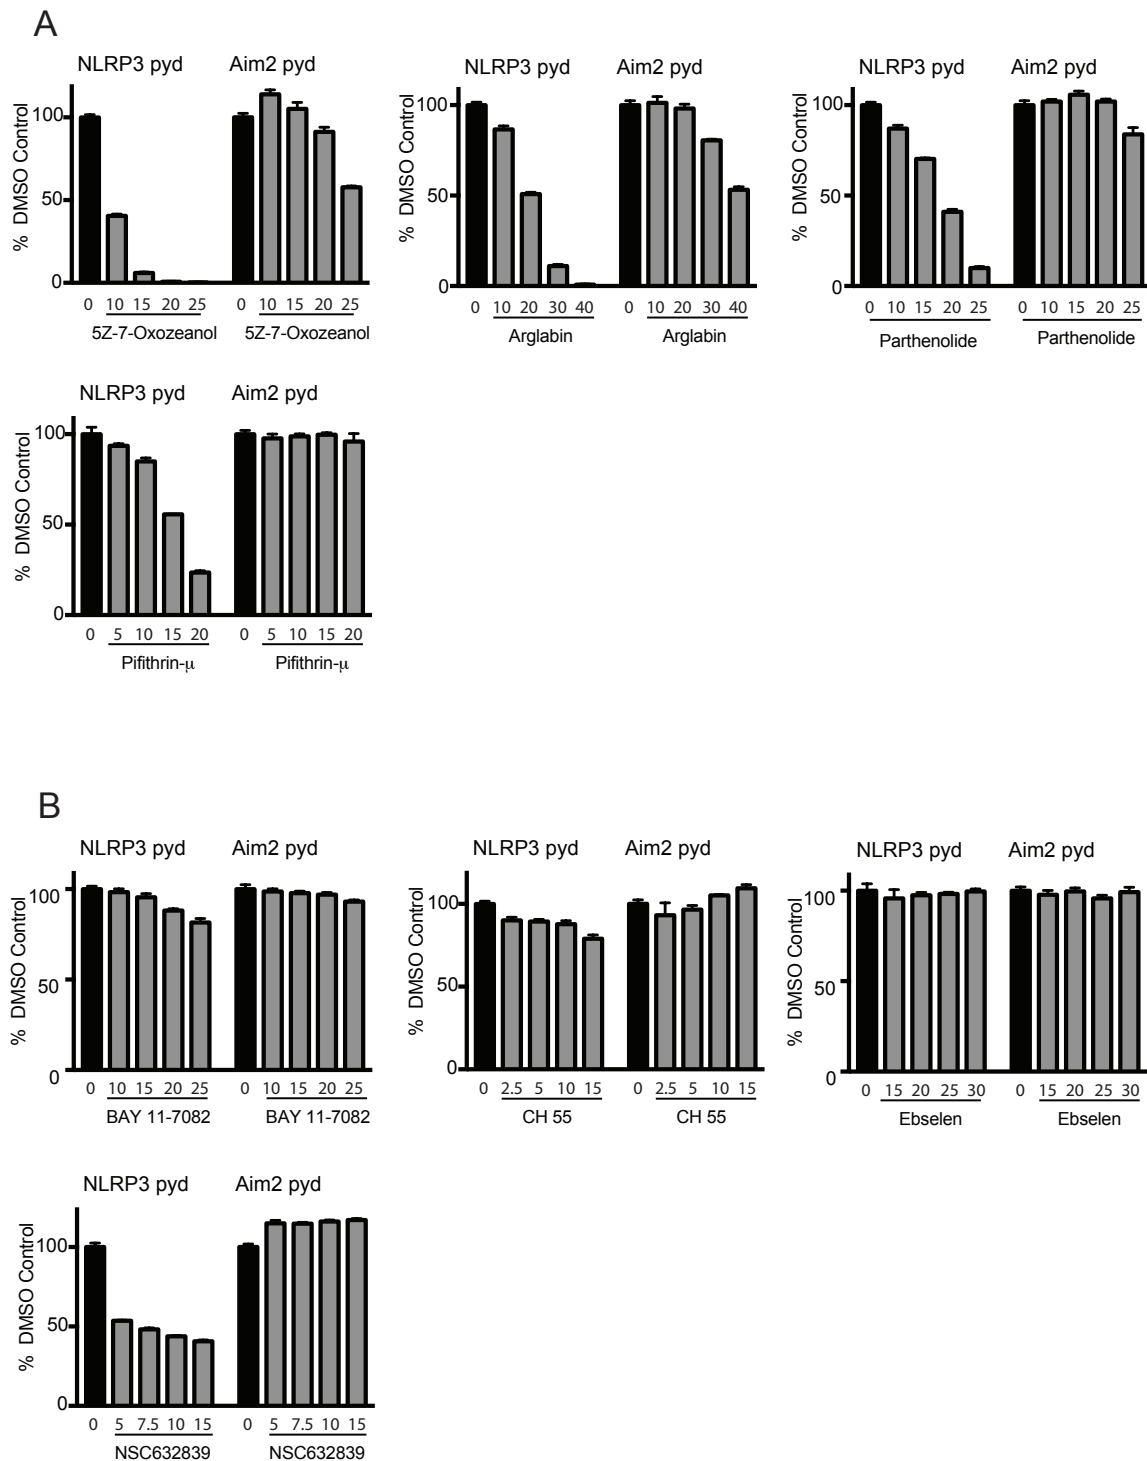 A
NLRP3 pyd Aim2 pyd
% DMSO Control
100
50
0
0 10 15 20 25 0 10 15 20 25
5Z-7-Oxozeanol 5Z-7-Oxozeanol
NLRP3 pyd Aim2 pyd
% DMSO Control
100
50
0
0 10 20 30 40 0 10 20 30 40
Arglabin Arglabin
NLRP3 pyd Aim2 pyd
% DMSO Control
100
50
0
0 10 15 20 25 0 10 15 20 25
Parthenolide Parthenolide
NLRP3 pyd Aim2 pyd
% DMSO Control
100
50
0
0 5 10 15 20 0 5 10 15 20
Pifithrin-μ Pifithrin-μ
B
NLRP3 pyd Aim2 pyd
% DMSO Control
100
50
0
0 10 15 20 25 0 10 15 20 25
BAY 11-7082 BAY 11-7082
NLRP3 pyd Aim2 pyd
% DMSO Control
100
50
0
0 2.5 5 10 15 0 2.5 5 10 15
CH 55 CH 55
NLRP3 pyd Aim2 pyd
% DMSO Control
100
50
0
0 15 20 25 30 0 15 20 25 30
Ebselen Ebselen
NLRP3 pyd Aim2 pyd
% DMSO Control
100
50
0
0 5 7.5 10 15 0 5 7.5 10 15
NSC632839 NSC632839